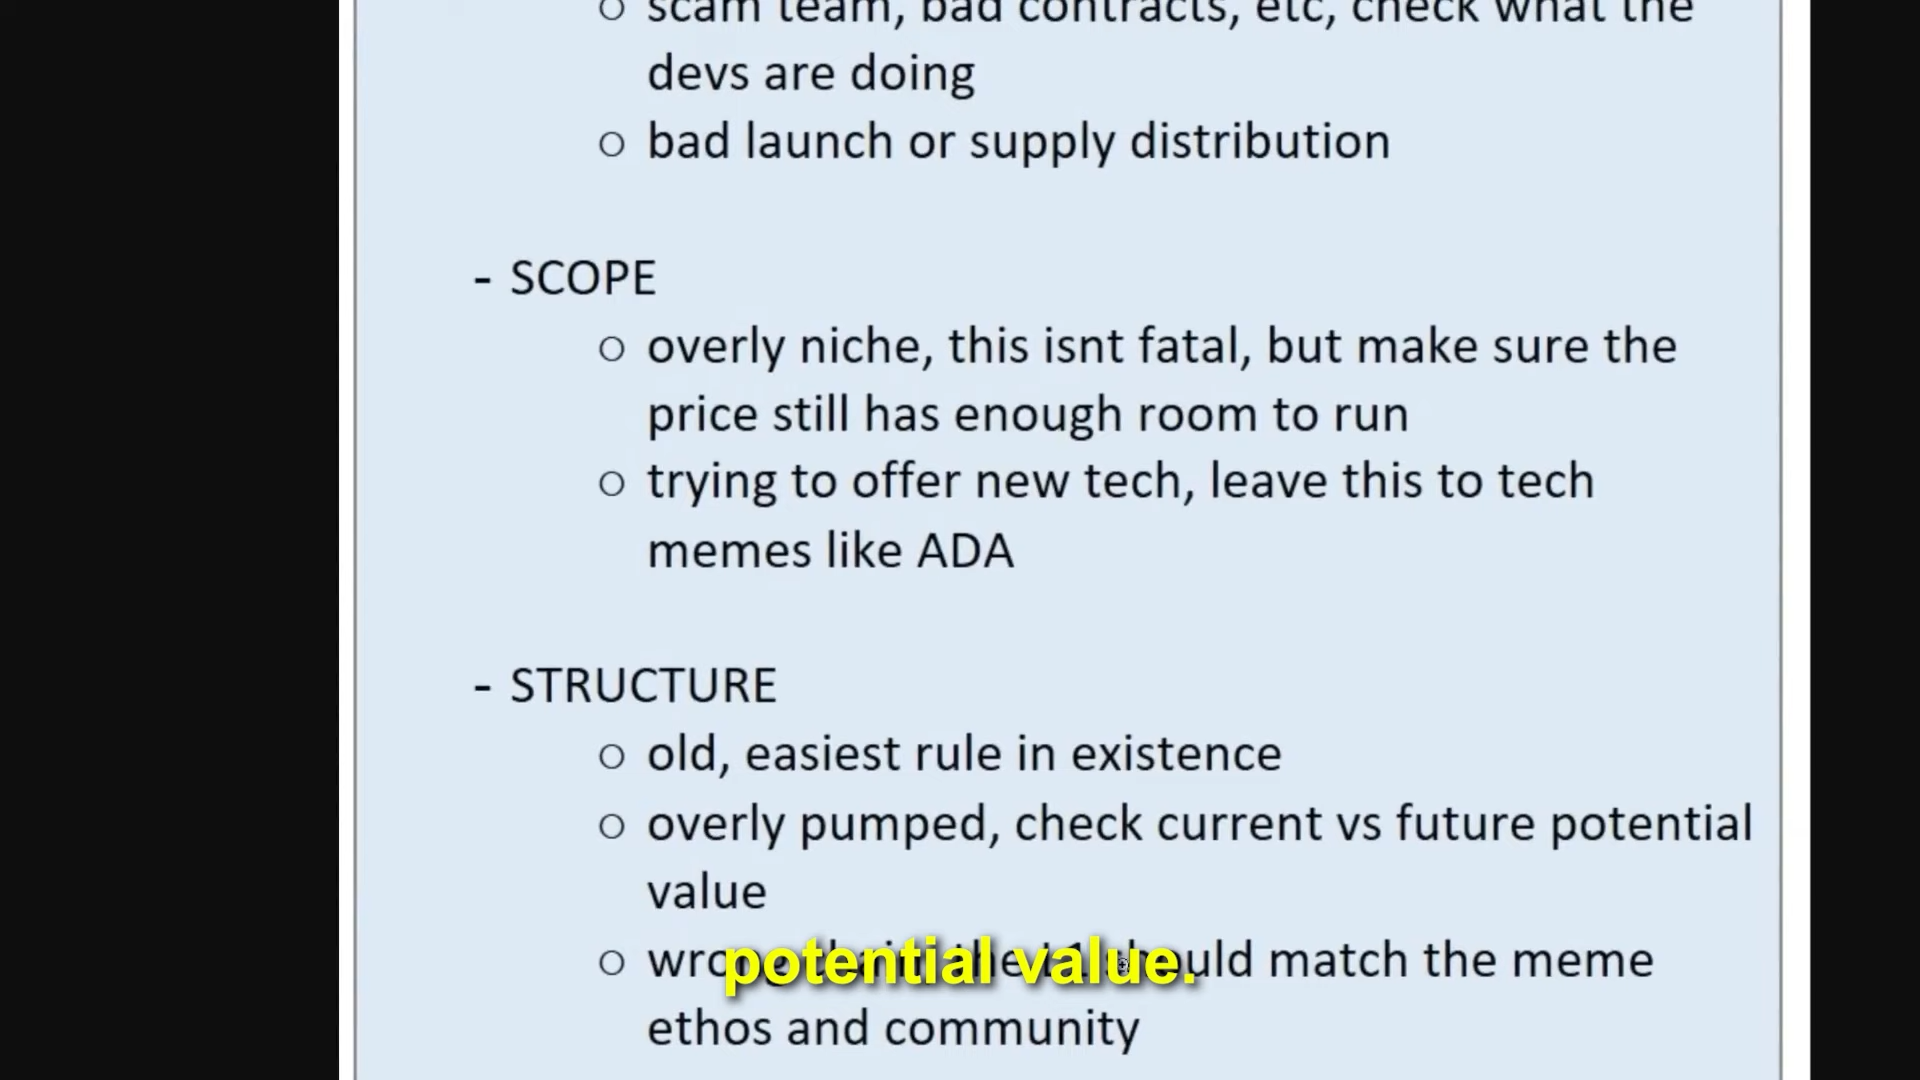 ○ scam team, bad contracts, etc, check what the
devs are doing
○ bad launch or supply distribution
- SCOPE
○ overly niche, this isnt fatal, but make sure the
price still has enough room to run
○ trying to offer new tech, leave this to tech
memes like ADA
- STRUCTURE
○ old, easiest rule in existence
○ overly pumped, check current vs future potential
value
○ match the meme
potential value.
ethos and community